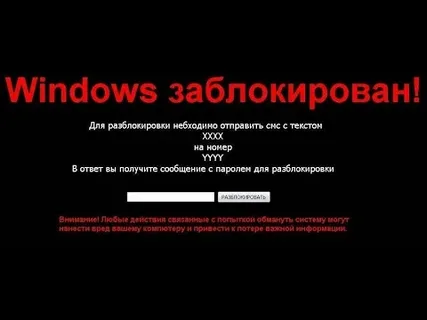 Windows заблокирован!
Для разблокировки небходимо отправить смс с текстом
XXXX
на номер
YYYY
В ответ вы получите сообщение с паролем для разблокировки
РАЗБЛОКИРОВАТЬ
Внимание! Любые действия связанные с попыткой обмануть систему могут
нанести вред вашему компьютеру и привести к потере важной информации.